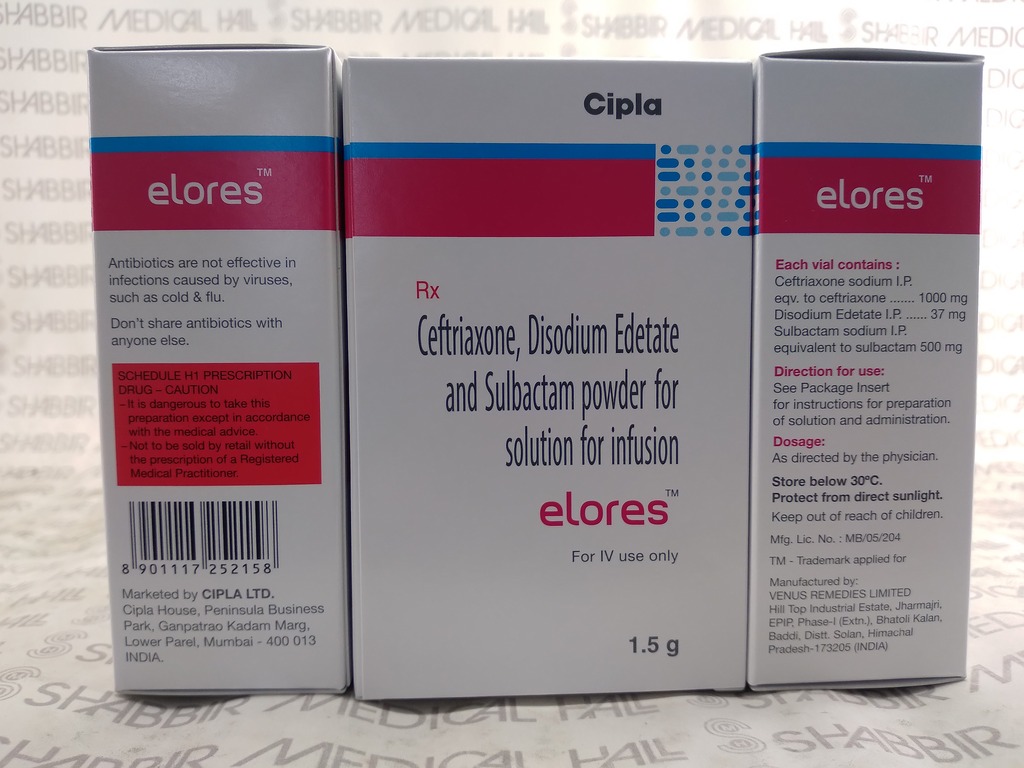 SHABBIR MEDICAL HALL
SHABBIR MEDICAL HALL
SHABBIR MEDICAL
elores™
Antibiotics are not effective in
infections caused by viruses,
such as cold & flu.
Don't share antibiotics with
anyone else.
SCHEDULE H1 PRESCRIPTION
DRUG – CAUTION
–It is dangerous to take this
preparation except in accordance
with the medical advice.
–Not to be sold by retail without
the prescription of a Registered
Medical Practitioner.
8 901117 252158
Marketed by CIPLA LTD.
Cipla House, Peninsula Business
Park, Ganpatrao Kadam Marg,
Lower Parel, Mumbai - 400 013
INDIA.
Cipla
Rx
Ceftriaxone, Disodium Edetate
and Sulbactam powder for
solution for infusion
elores™
For IV use only
1.5 g
elores™
Each vial contains :
Ceftriaxone sodium I.P.
eqv. to ceftriaxone ....... 1000 mg
Disodium Edetate I.P. ...... 37 mg
Sulbactam sodium I.P.
equivalent to sulbactam 500 mg
Direction for use:
See Package Insert
for instructions for preparation
of solution and administration.
Dosage:
As directed by the physician.
Store below 30°C.
Protect from direct sunlight.
Keep out of reach of children.
Mfg. Lic. No. : MB/05/204
TM - Trademark applied for
Manufactured by:
VENUS REMEDIES LIMITED
Hill Top Industrial Estate, Jharmajri,
EPIP, Phase-I (Extn.), Bhatoli Kalan,
Baddi, Distt. Solan, Himachal
Pradesh-173205 (INDIA)
SHABBIR MEDICAL HALL
SHABBIR
MEDICAL HALL